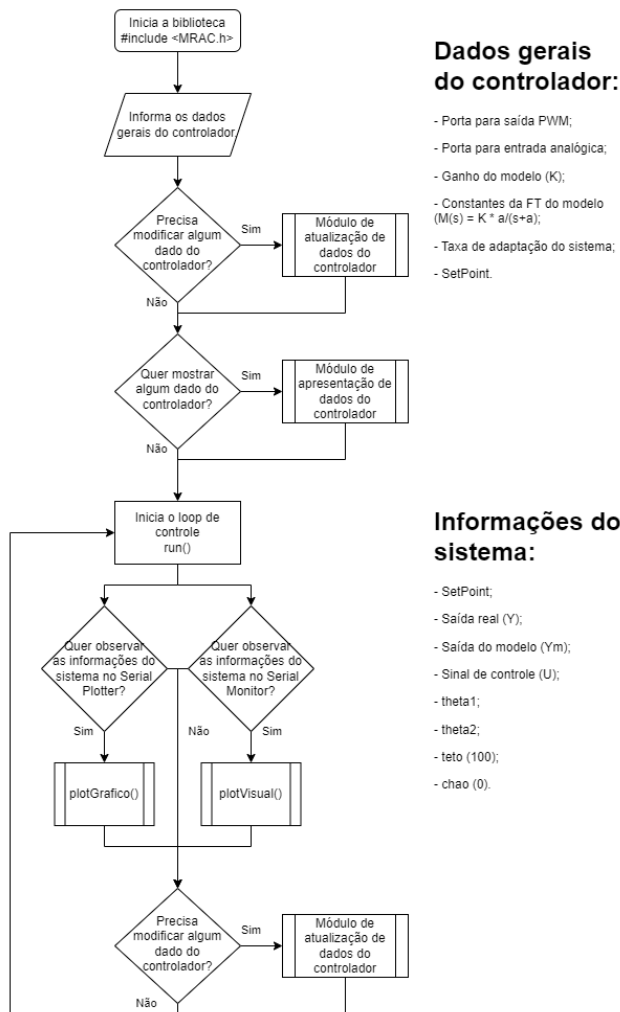 Inicia a biblioteca
#include <MRAC.h>
Informa os dados
gerais do controlador
Precisa
modificar algum
dado do
controlador?
Sim
Módulo de
atualização de
dados do
controlador
Não
Quer mostrar
algum dado do
controlador?
Sim
Módulo de
apresentação de
dados do
controlador
Não
Inicia o loop de
controle
run()
Quer observar
as informações do
sistema no Serial
Plotter?
Quer observar
as informações do
sistema no Serial
Monitor?
Sim
Não
Sim
plotGrafico()
plotVisual()
Precisa
modificar algum
dado do
controlador?
Sim
Módulo de
atualização de
dados do
controlador
Não
Dados gerais
do controlador:
- Porta para saída PWM;
- Porta para entrada analógica;
- Ganho do modelo (K);
- Constantes da FT do modelo
(M(s) = K * a/(s+a);
- Taxa de adaptação do sistema;
- SetPoint.
Informações do
sistema:
- SetPoint;
- Saída real (Y);
- Saída do modelo (Ym);
- Sinal de controle (U);
- theta1;
- theta2;
- teto (100);
- chao (0).